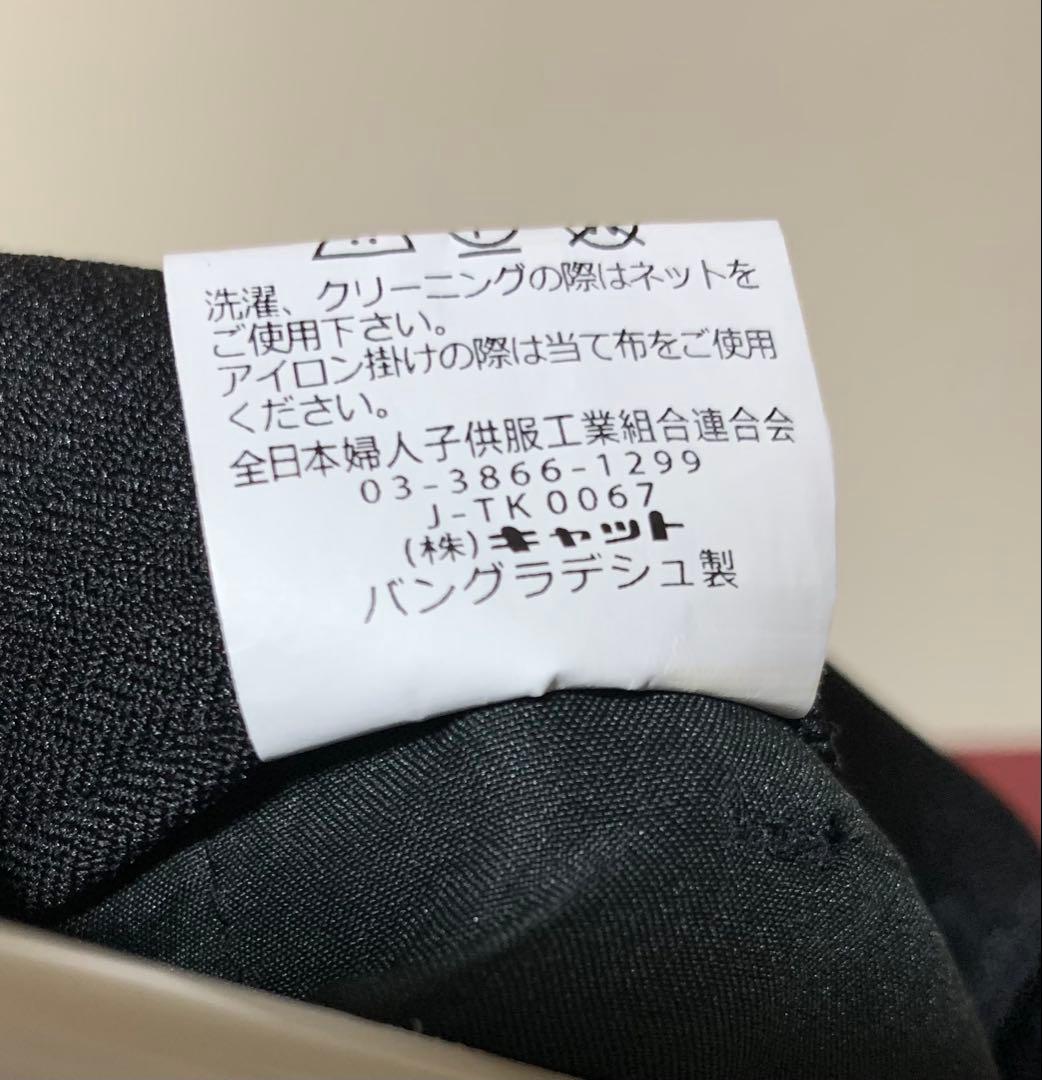 洗濯、クリーニングの際はネットを
ご使用下さい。
アイロン掛けの際は当て布をご使用
ください。
全日本婦人子供服工業組合連合会
03-3866-1299
J-TK0067
(株)キャット
バングラデシュ製